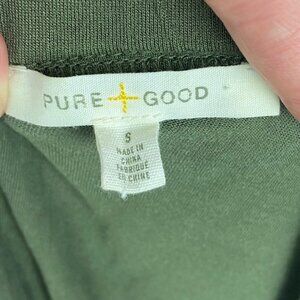 PURE + GOOD
S
MADE IN
CHINA
FABRIQUÉ
EN CHINE